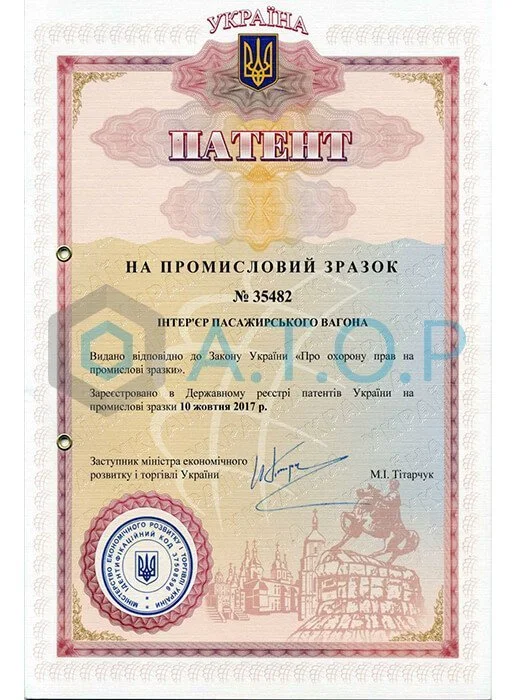 УКРАЇНА
ПАТЕНТ
НА ПРОМИСЛОВИЙ ЗРАЗОК
№ 35482
ІНТЕР'ЄР ПАСАЖИРСЬКОГО ВАГОНА
A.T.O.P
Видано відповідно до Закону України «Про охорону прав на
промислові зразки».
Зареєстровано в Державному реєстрі патентів України на
промислові зразки 10 жовтня 2017 р.
Заступник міністра економічного
розвитку і торгівлі України
М.І. Тітарчук
МІНІСТЕРСТВО ЕКОНОМІЧНОГО РОЗВИТКУ І ТОРГІВЛІ УКРАЇНИ
ІДЕНТИФІКАЦІЙНИЙ КОД 37508596